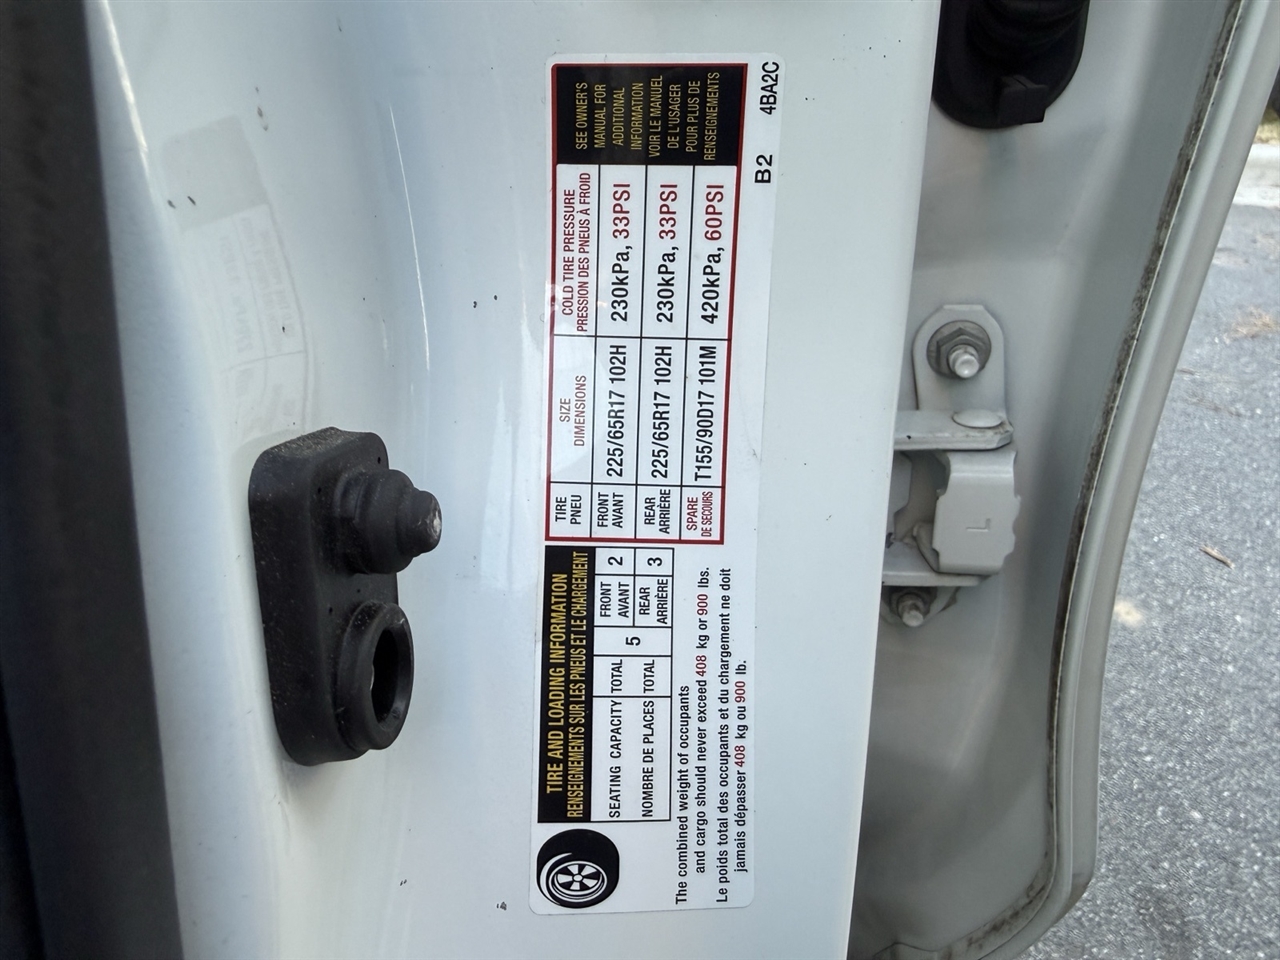 TIRE AND LOADING INFORMATION
RENSEIGNEMENTS SUR LES PNEUS ET LE CHARGEMENT
SEATING CAPACITY
NOMBRE DE PLACES
TOTAL
TOTAL
5
FRONT
AVANT
2
REAR
ARRIÈRE
3
The combined weight of occupants
and cargo should never exceed 408 kg or 900 lbs.
Le poids total des occupants et du chargement ne doit
jamais dépasser 408 kg ou 900 lb.
TIRE
PNEU
SIZE
DIMENSIONS
COLD TIRE PRESSURE
PRESSION DES PNEUS À FROID
FRONT
AVANT
225/65R17 102H
230kPa, 33PSI
REAR
ARRIÈRE
225/65R17 102H
230kPa, 33PSI
SPARE
DE SECOURS
T155/90D17 101M
420kPa, 60PSI
SEE OWNER'S
MANUAL FOR
ADDITIONAL
INFORMATION
VOIR LE MANUEL
DE L'USAGER
POUR PLUS DE
RENSEIGNEMENTS
B2 4BA2C
L